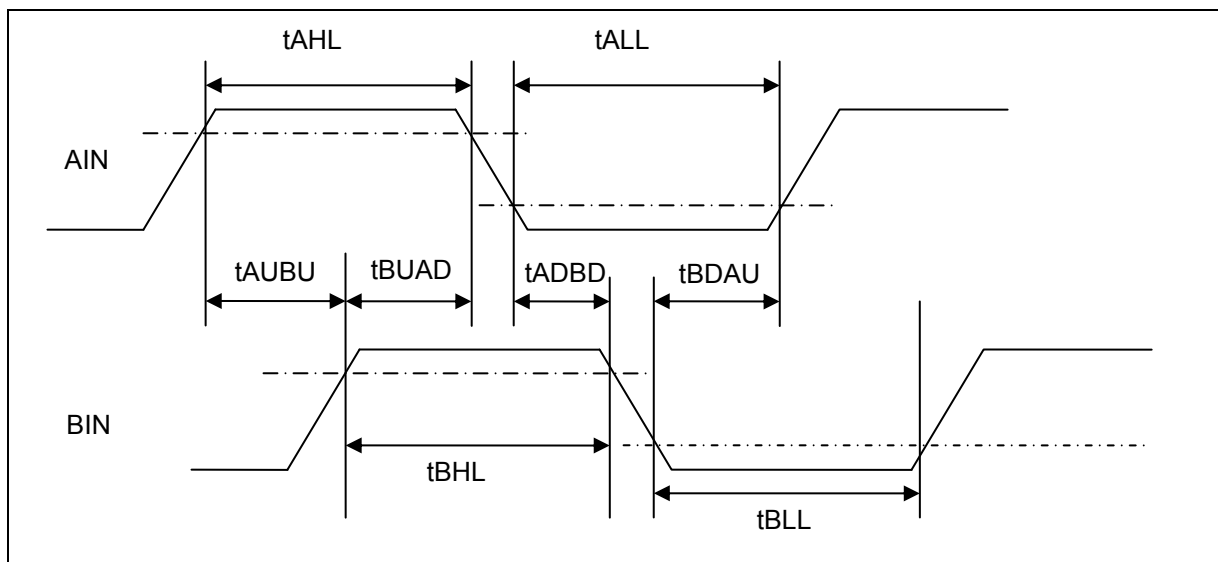 tAHL
tALL
AIN
tAUBU
tBUAD
tADBD
tBDAU
BIN
tBHL
tBLL